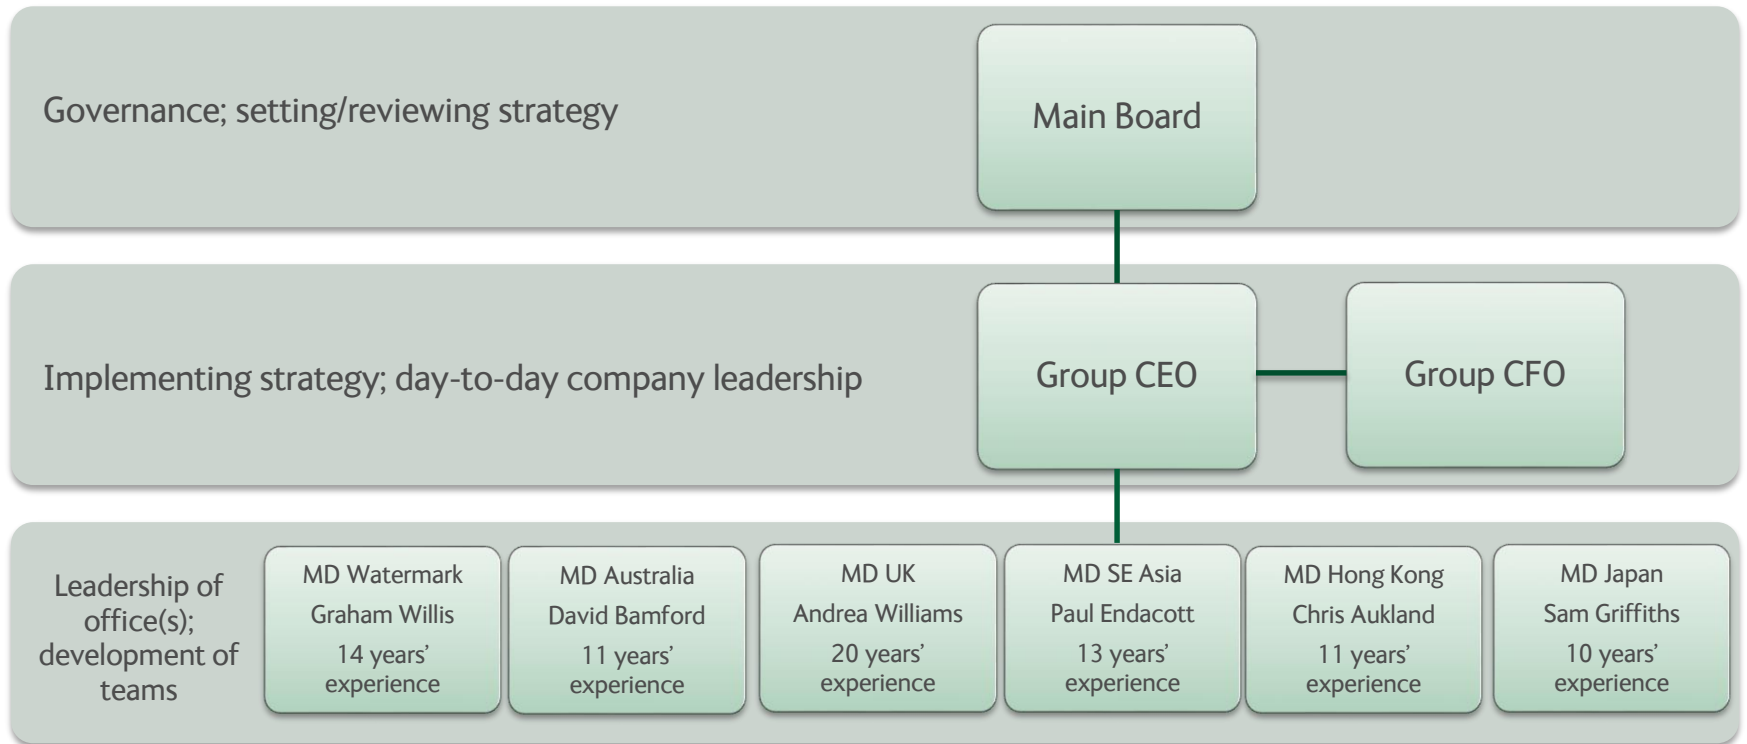 Governance; setting/reviewing strategy
Main Board
Implementing strategy; day-to-day company leadership
Group CEO
Group CFO
Leadership of
office(s);
development of
teams
MD Watermark
Graham Willis
14 years’
experience
MD Australia
David Bamford
11 years’
experience
MD UK
Andrea Williams
20 years’
experience
MD SE Asia
Paul Endacott
13 years’
experience
MD Hong Kong
Chris Aukland
11 years’
experience
MD Japan
Sam Griffiths
10 years’
experience